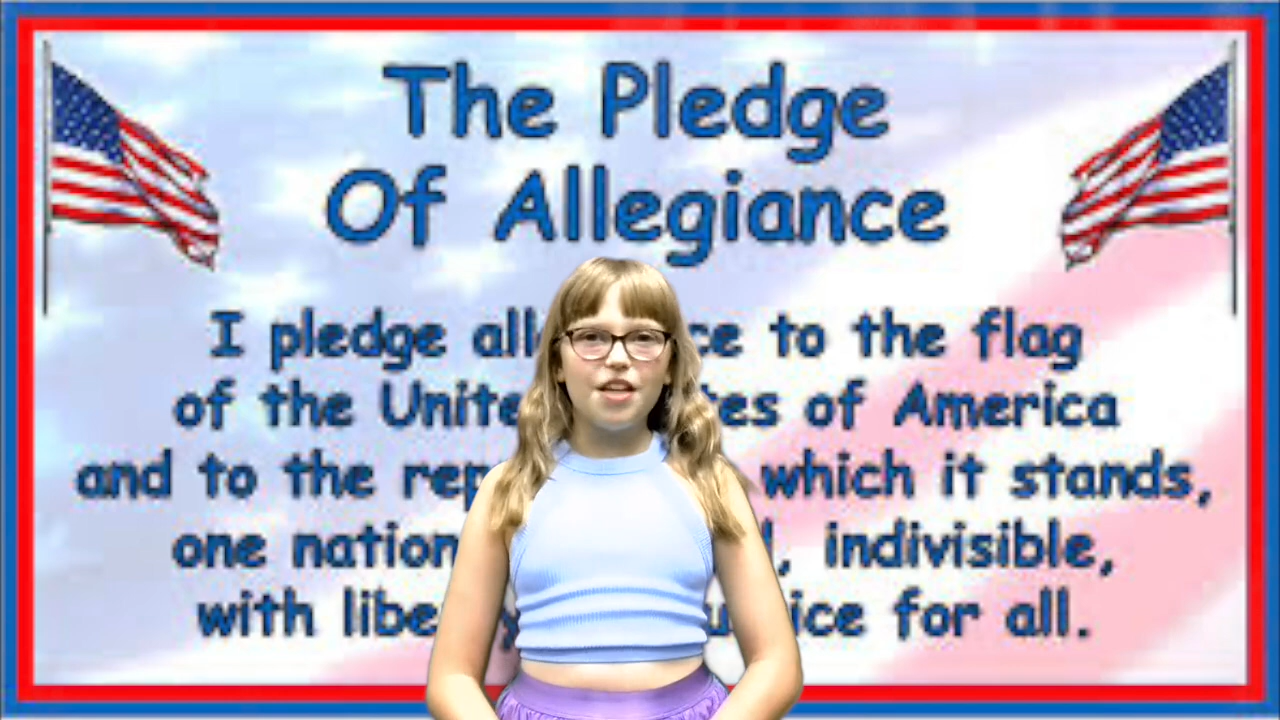 The Pledge
Of Allegiance
I pledge to the flag
of the of America
and to the which it stands,
one nation indivisible,
with for all.